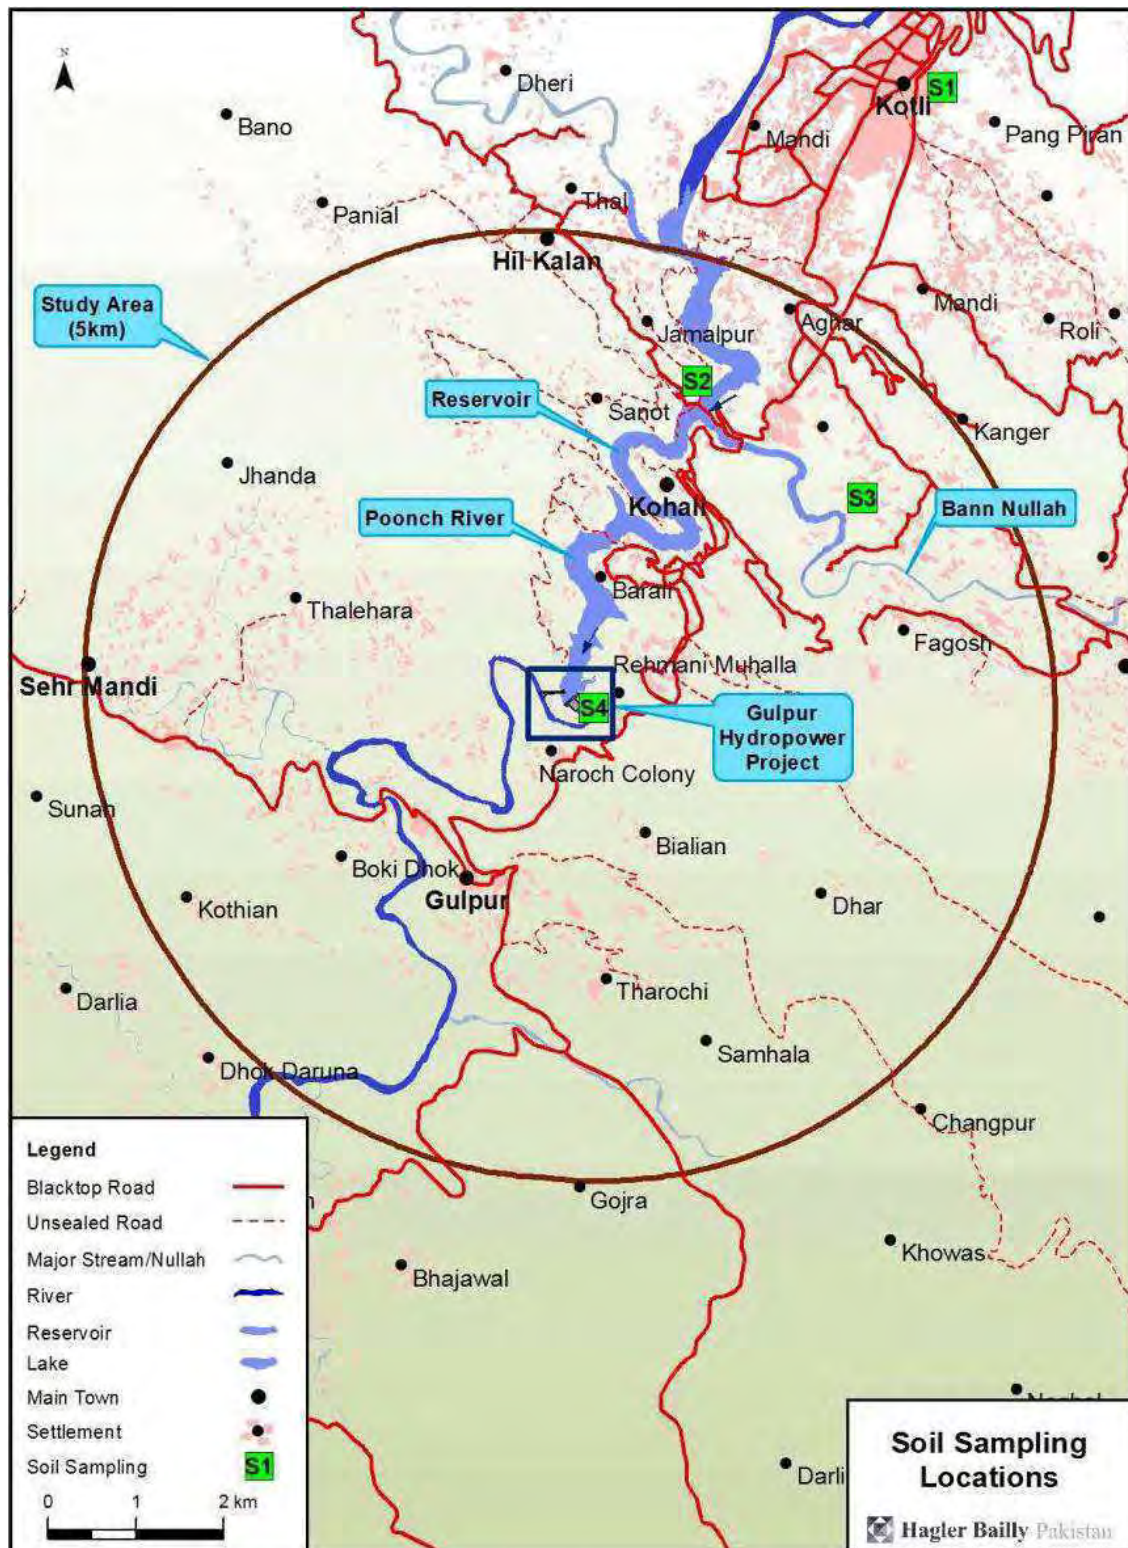 N
Dheri
S1
Kotli
Bano
Mandi
Pang Piran
Thal
Panial
Hil Kalan
Study Area
(5km)
Mandi
Aghar
Jamalpur
Roli
S2
Reservoir
Sanot
Kanger
Jhanda
Kohali
S3
Bann Nullah
Poonch River
Barali
Thalehara
Fagosh
Rehmani Muhalla
Sehr Mandi
S4
Gulpur
Hydropower
Project
Naroch Colony
Sunah
Bialian
Boki Dhok
Gulpur
Kothian
Dhar
Tharochi
Darlia
Samhala
Dhok Daruna
Changpur
Gojra
Khowas
Bhajawal
Darli
Legend
Blacktop Road
Unsealed Road
Major Stream/Nullah
River
Reservoir
Lake
Main Town
Settlement
Soil Sampling
S1
0 1 2 km
Soil Sampling
Locations
Hagler Bailly Pakistan